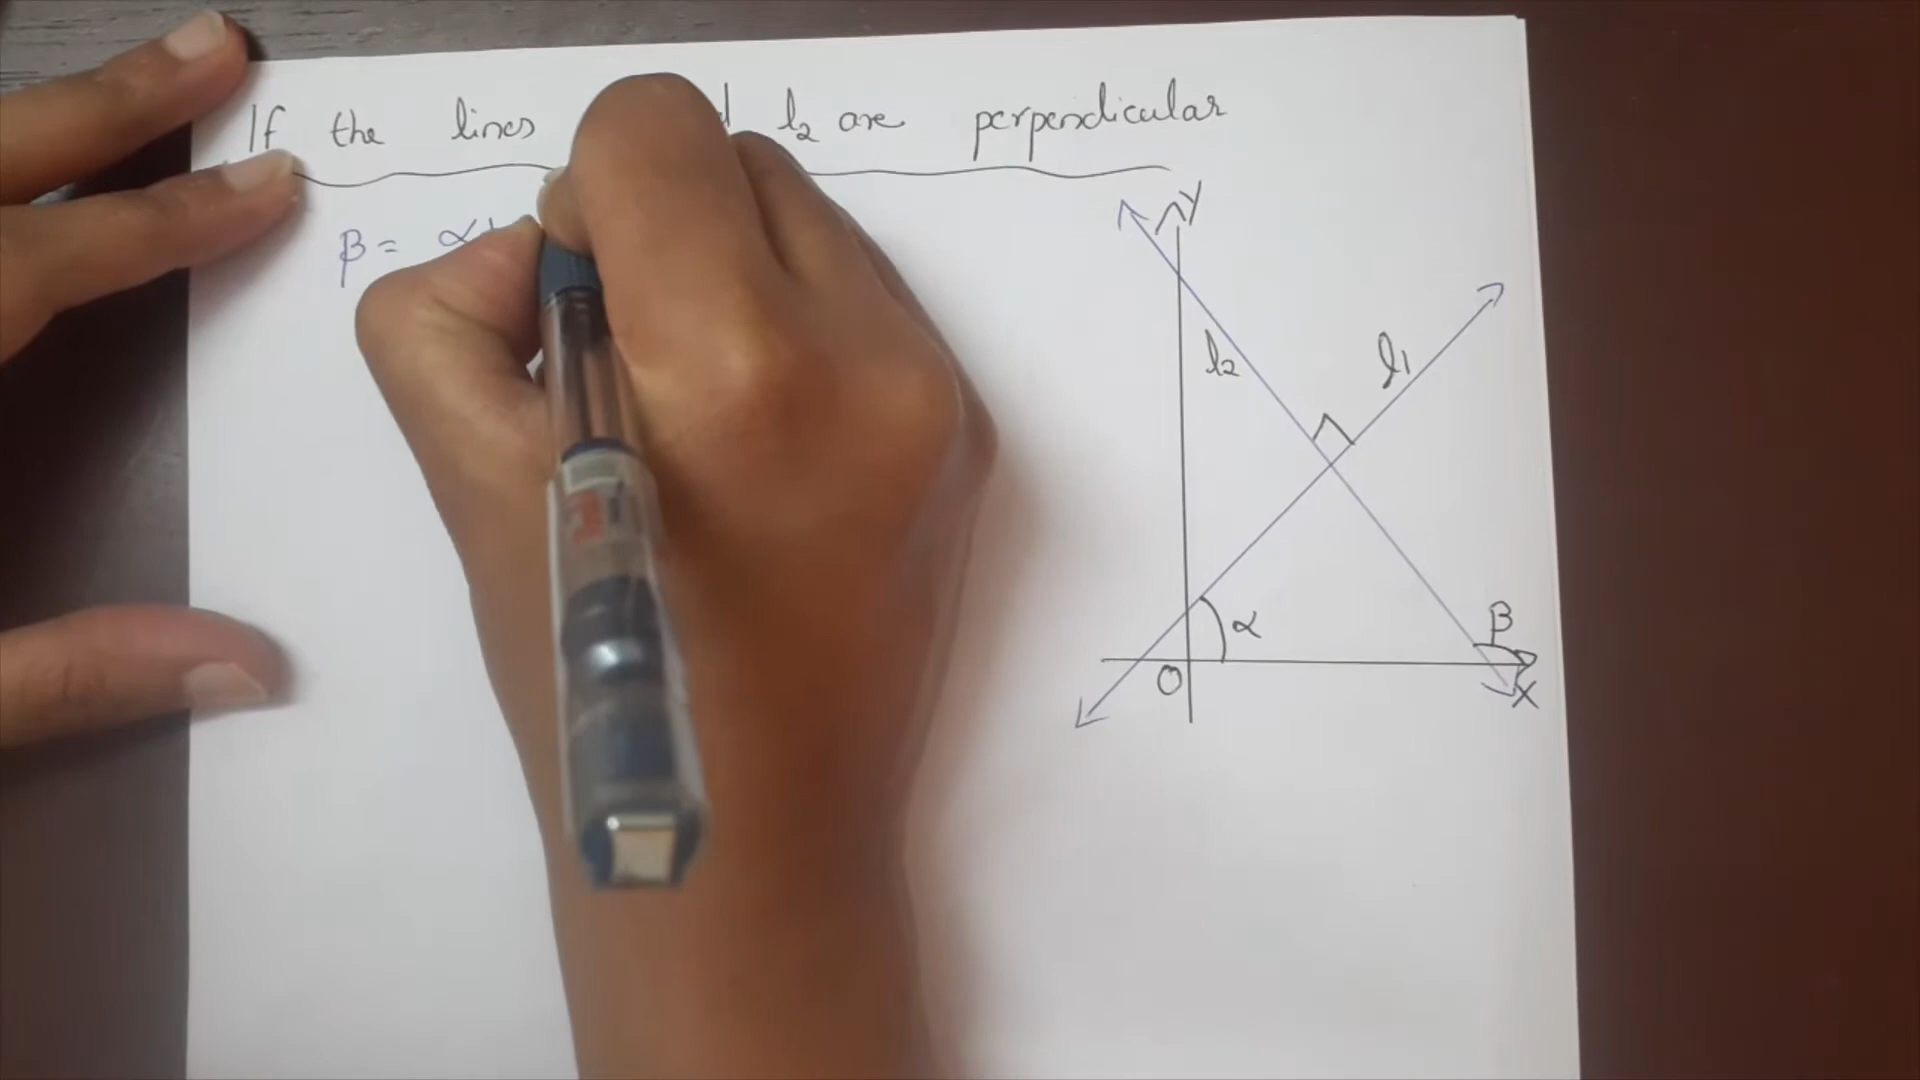 If the lines l2 are perpendicular
β = α
Y
l2
l1
α
β
O
X